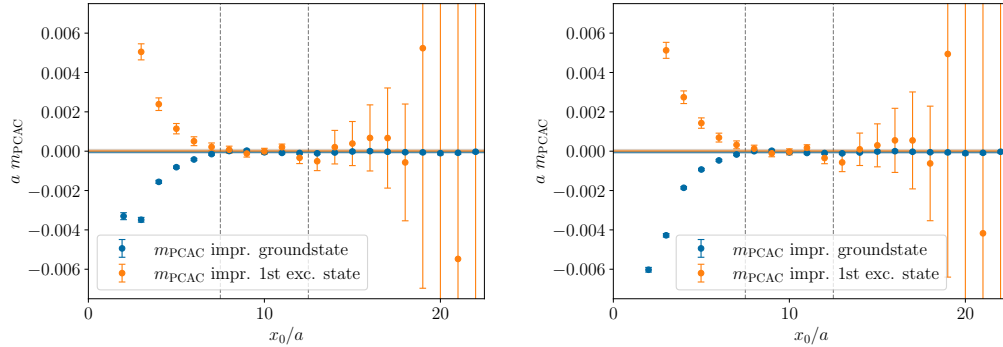 0.006
0.004
0.002
0.000
−0.002
−0.004
−0.006
a m_PCAC
m_PCAC impr. groundstate
m_PCAC impr. 1st exc. state
0 10 20
x_0/a
0.006
0.004
0.002
0.000
−0.002
−0.004
−0.006
a m_PCAC
m_PCAC impr. groundstate
m_PCAC impr. 1st exc. state
0 10 20
x_0/a